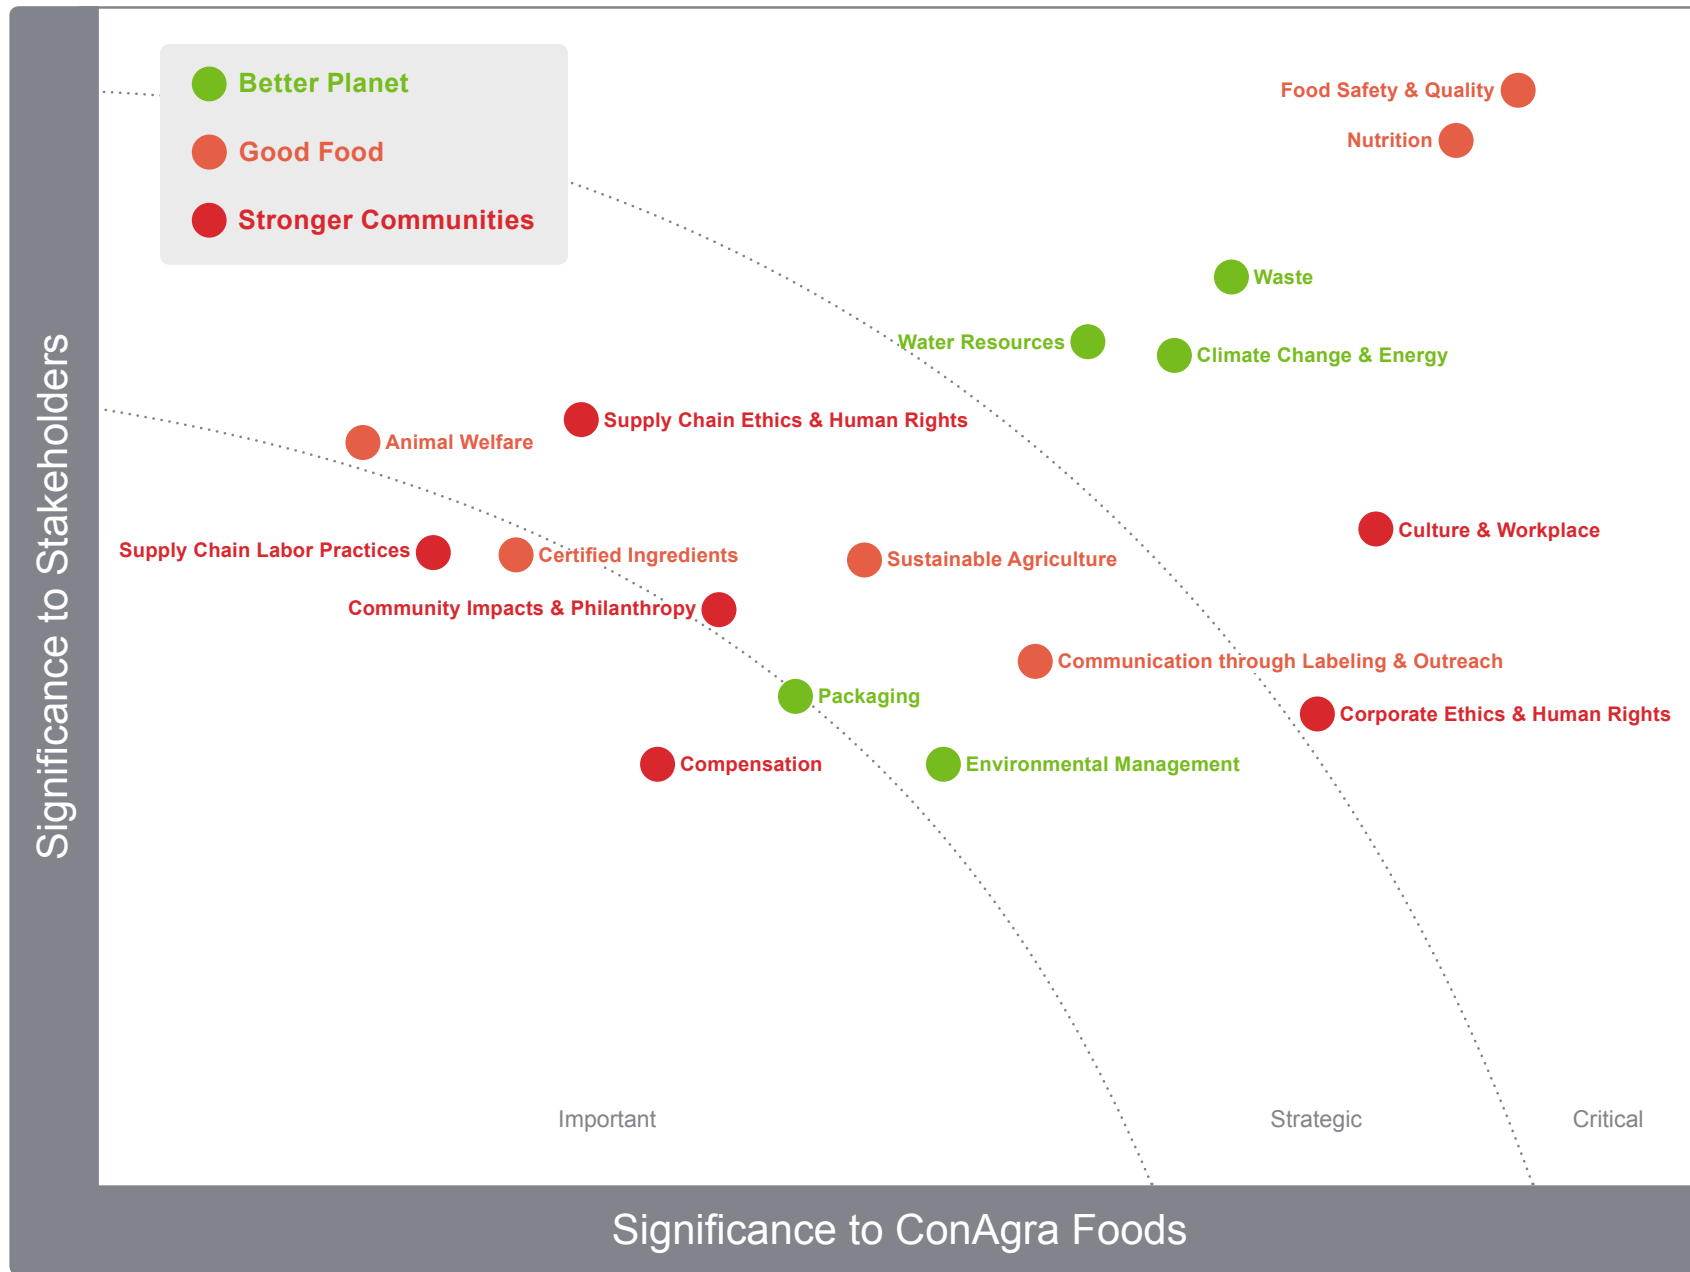 Better Planet
Good Food
Stronger Communities
Food Safety & Quality
Nutrition
Waste
Water Resources
Climate Change & Energy
Supply Chain Ethics & Human Rights
Animal Welfare
Culture & Workplace
Supply Chain Labor Practices
Certified Ingredients
Sustainable Agriculture
Community Impacts & Philanthropy
Communication through Labeling & Outreach
Packaging
Corporate Ethics & Human Rights
Compensation
Environmental Management
Important
Strategic
Critical
Significance to Stakeholders
Significance to ConAgra Foods